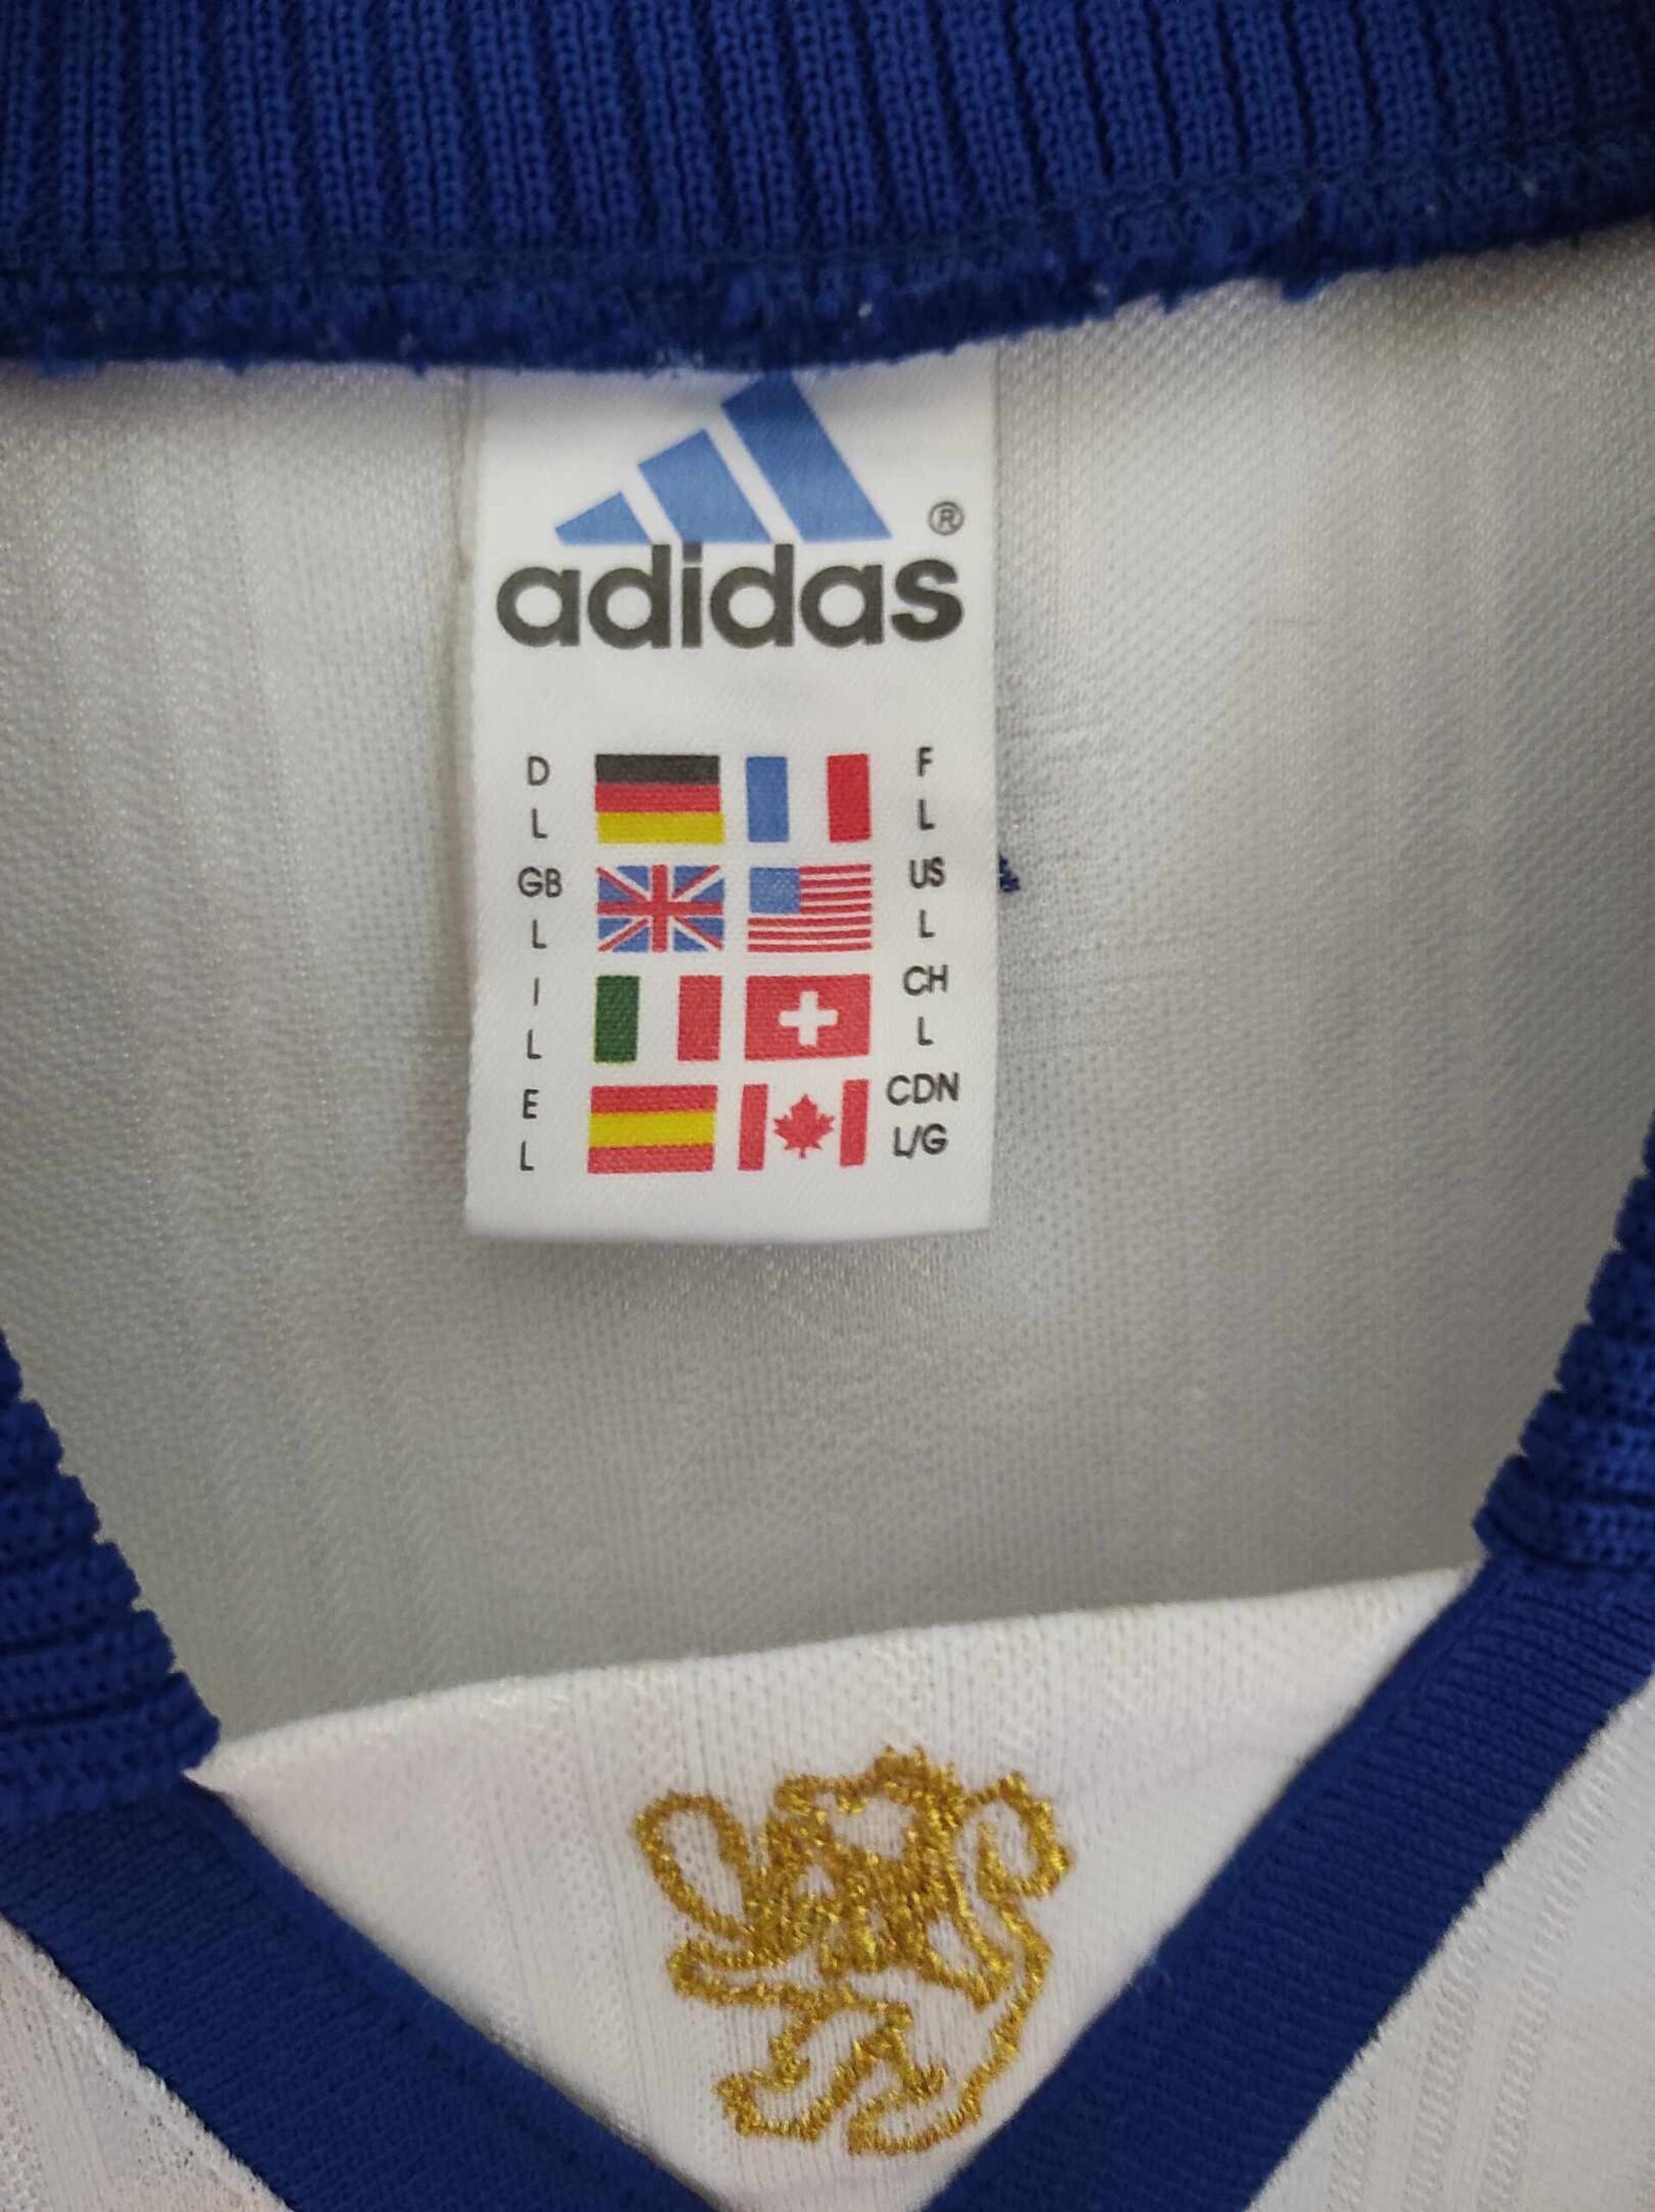 ®
adidas
D F
L L
GB US
L L
I CH
L L
E CDN
L L/G